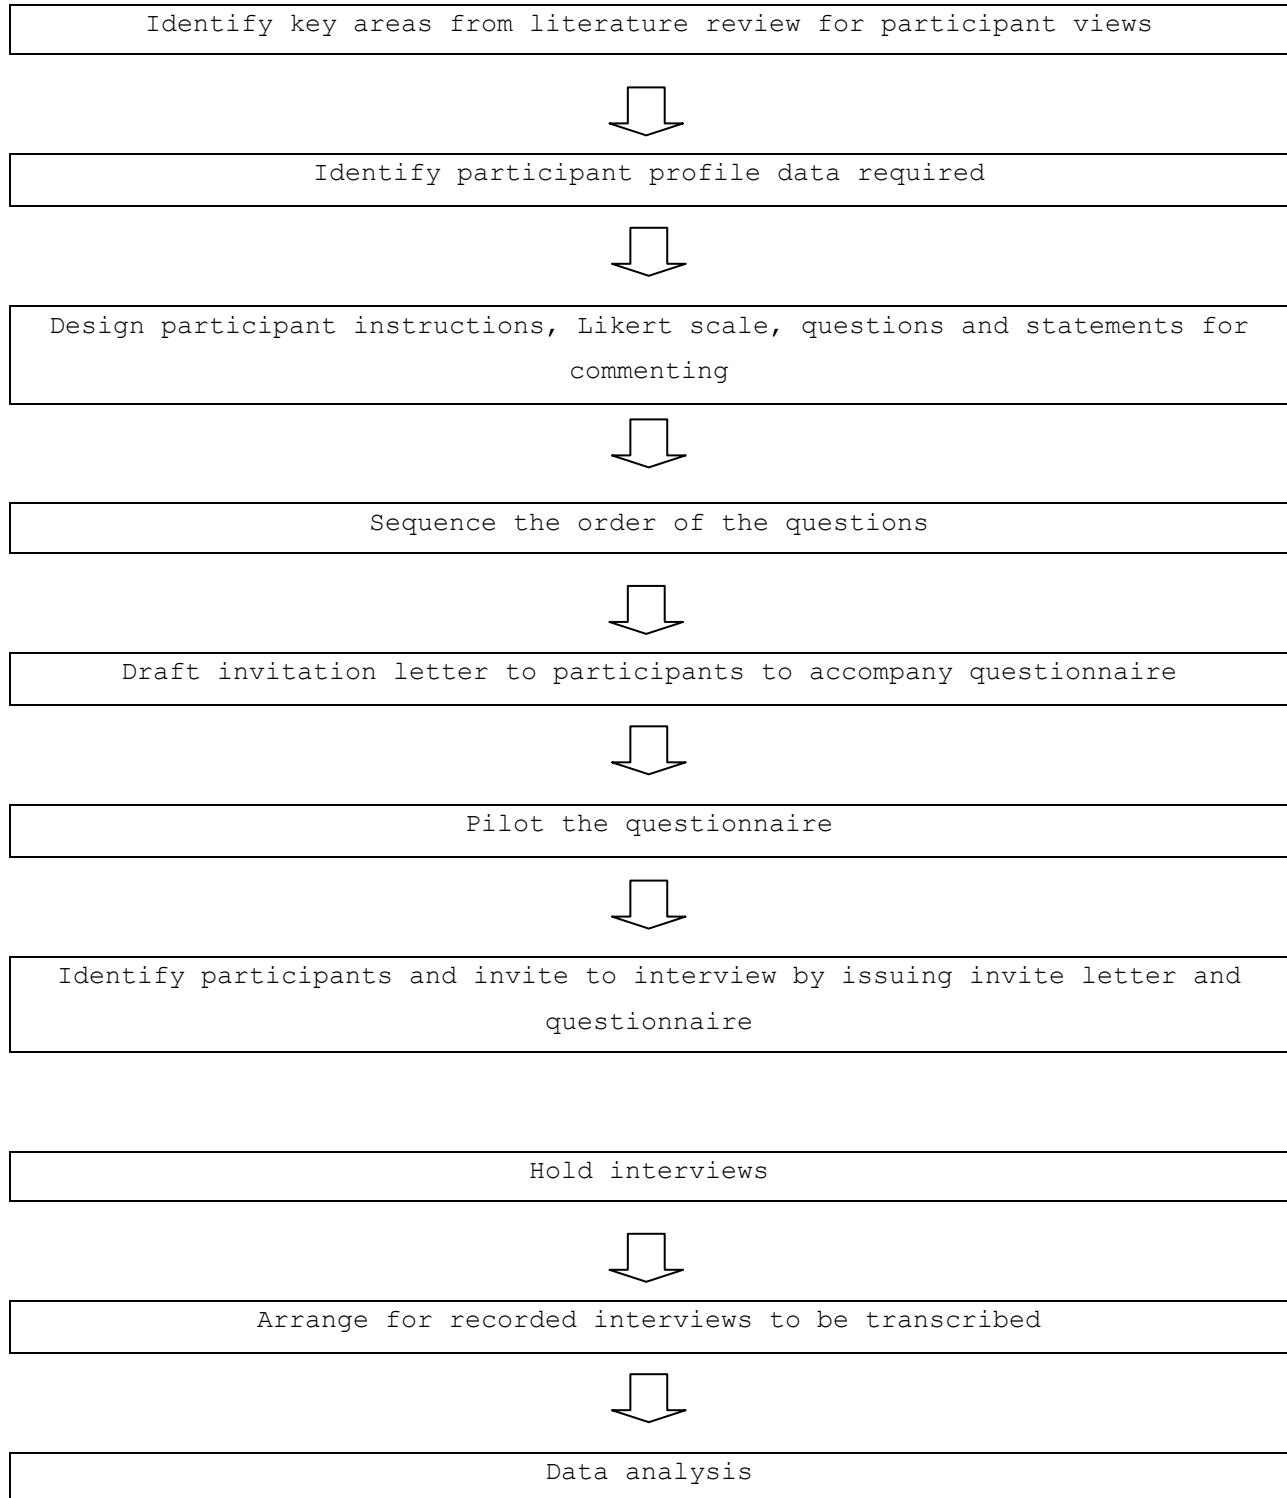 Identify key areas from literature review for participant views
Identify participant profile data required
Design participant instructions, Likert scale, questions and statements for
commenting
Sequence the order of the questions
Draft invitation letter to participants to accompany questionnaire
Pilot the questionnaire
Identify participants and invite to interview by issuing invite letter and
questionnaire
Hold interviews
Arrange for recorded interviews to be transcribed
Data analysis